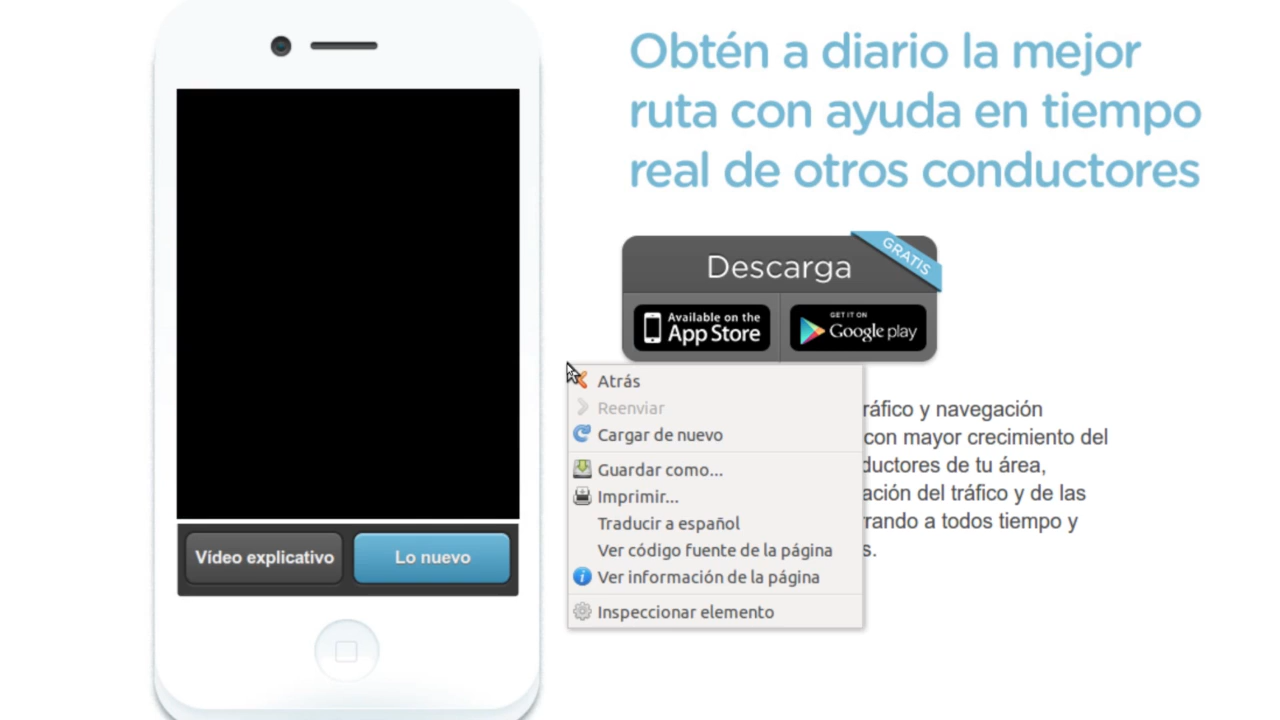 Obtén a diario la mejor
ruta con ayuda en tiempo
real de otros conductores
GRATIS
Descarga
Available on the
App Store
GET IT ON
Google play
Atrás
Reenviar
Cargar de nuevo
Guardar como...
Imprimir...
Traducir a español
Ver código fuente de la página
Ver información de la página
Inspeccionar elemento
ráfico y navegación
con mayor crecimiento del
ductores de tu área,
ación del tráfico y de las
rrando a todos tiempo y
s.
Vídeo explicativo
Lo nuevo